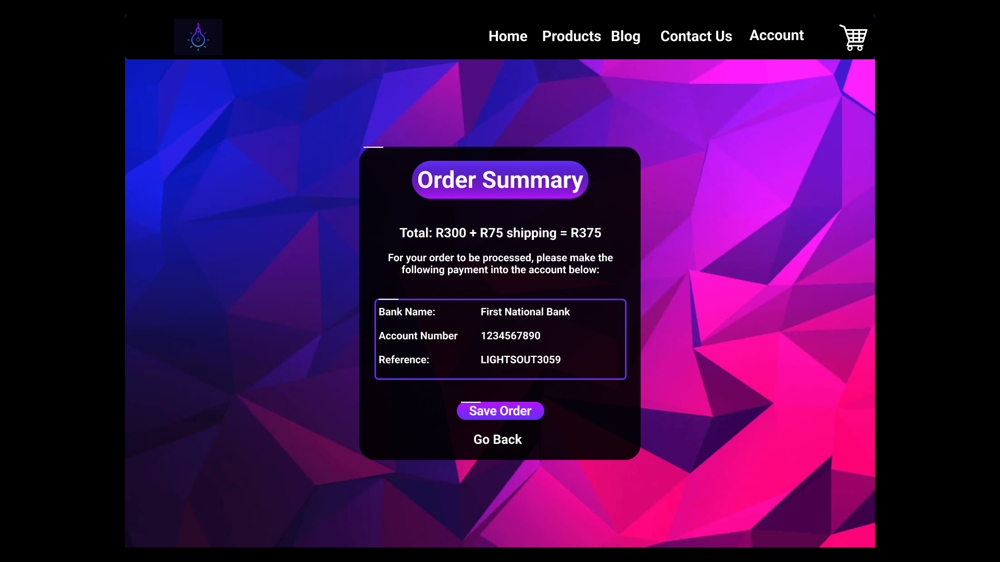 Home Products Blog Contact Us Account
Order Summary
Total: R300 + R75 shipping = R375
For your order to be processed, please make the
following payment into the account below:
Bank Name: First National Bank
Account Number 1234567890
Reference: LIGHTSOUT3059
Save Order
Go Back